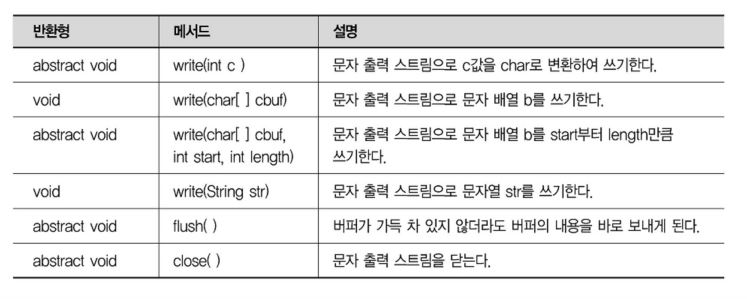 반환형 메서드 설명
abstract void write(int c ) 문자 출력 스트림으로 c값을 char로 변환하여 쓰기한다.
void write(char[ ] cbuf) 문자 출력 스트림으로 문자 배열 b를 쓰기한다.
abstract void write(char[ ] cbuf, 문자 출력 스트림으로 문자 배열 b를 start부터 length만큼
int start, int length) 쓰기한다.
void write(String str) 문자 출력 스트림으로 문자열 str를 쓰기한다.
abstract void flush( ) 버퍼가 가득 차 있지 않더라도 버퍼의 내용을 바로 보내게 된다.
abstract void close( ) 문자 출력 스트림을 닫는다.